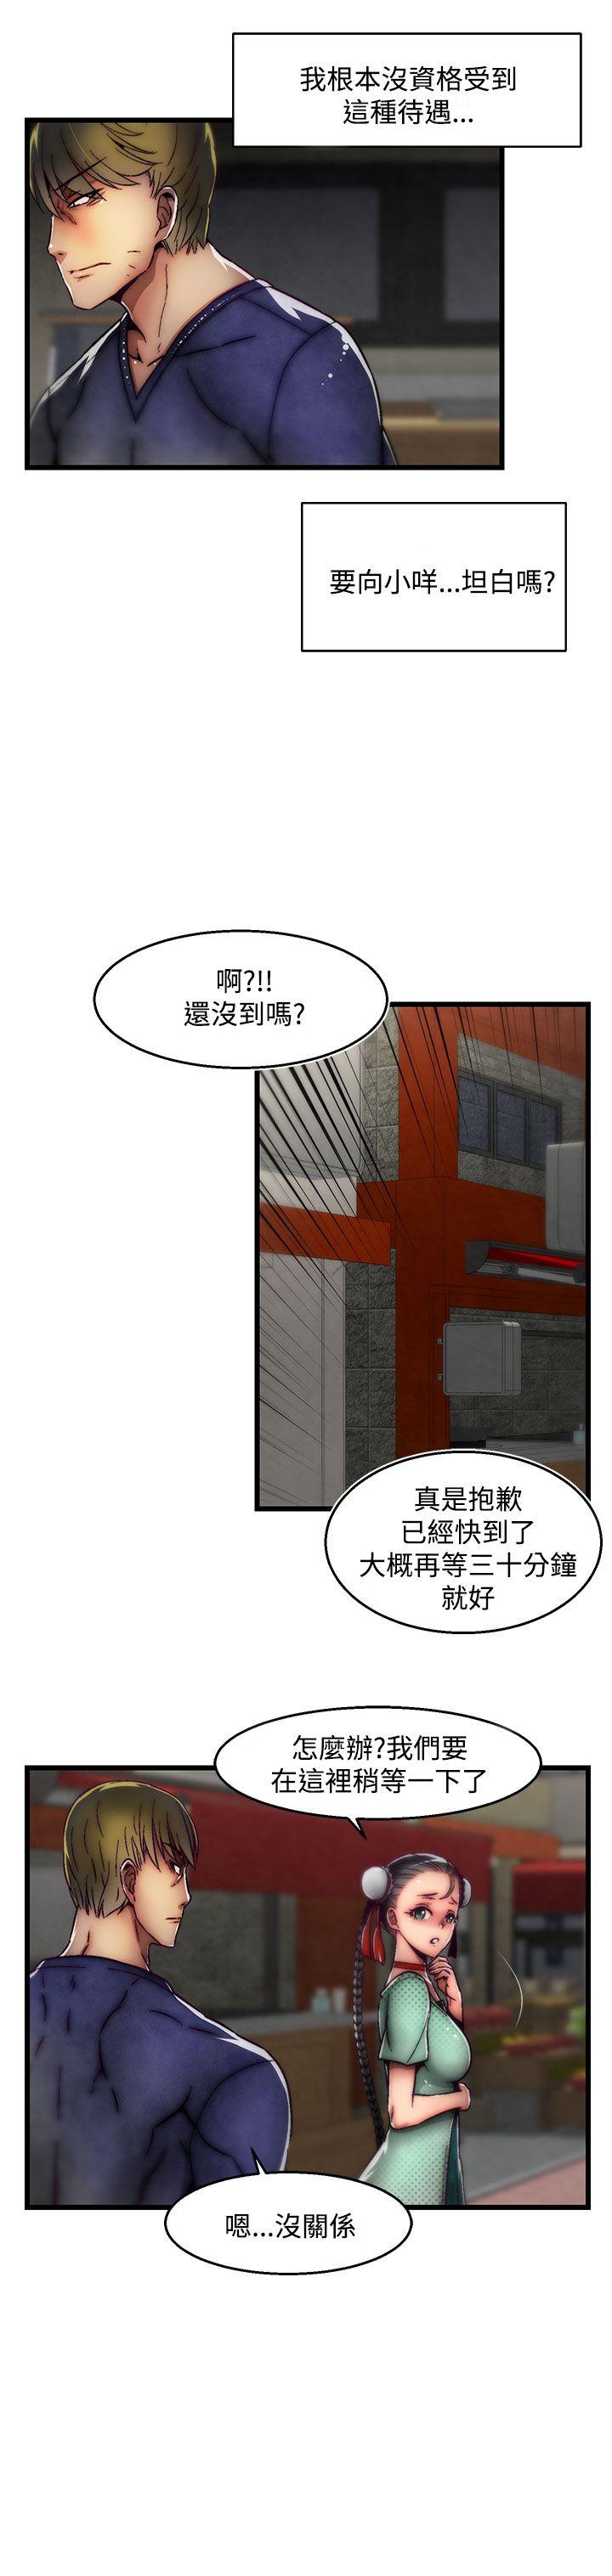 我根本沒資格受到
這種待遇...
要向小咩...坦白嗎?
啊?!!
還沒到嗎?
真是抱歉
已經快到了
大概再等三十分鐘
就好
怎麼辦?我們要
在這裡稍等一下了
嗯...沒關係